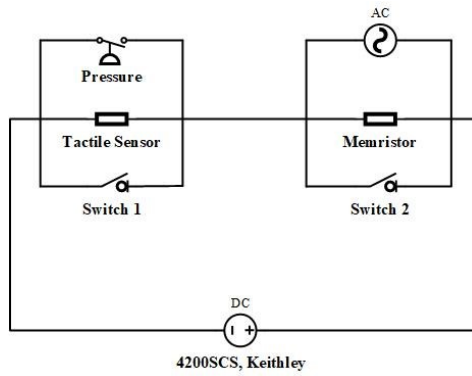 AC
Pressure
Tactile Sensor
Memristor
Switch 1
Switch 2
DC
4200SCS, Keithley